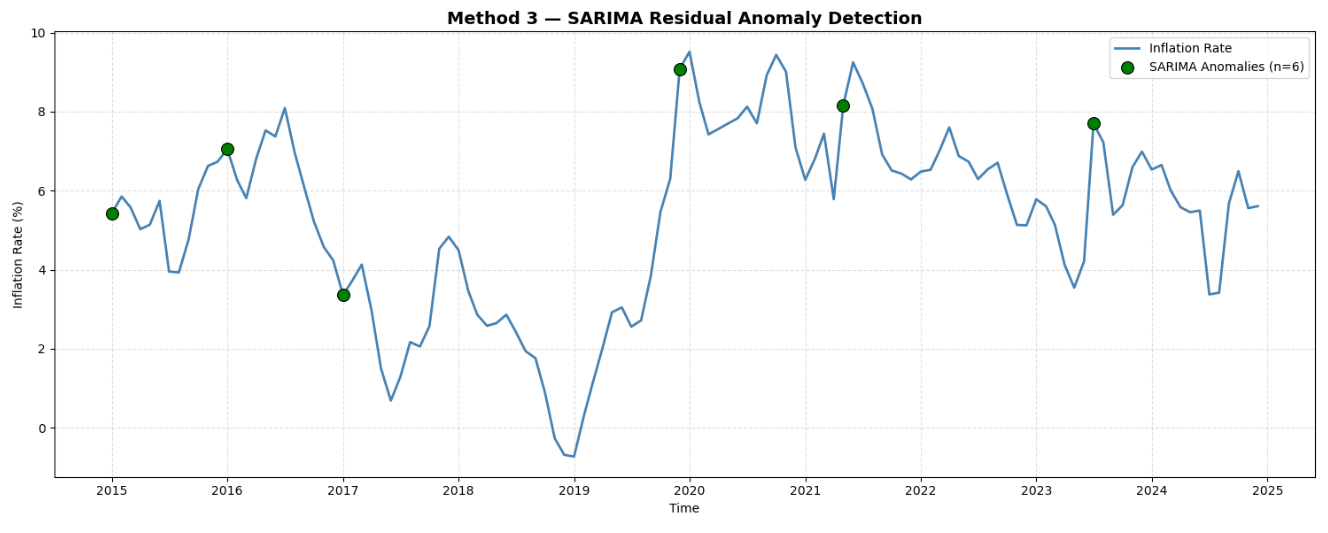 Method 3 — SARIMA Residual Anomaly Detection
Inflation Rate
SARIMA Anomalies (n=6)
Inflation Rate (%)
10
8
6
4
2
0
2015 2016 2017 2018 2019 2020 2021 2022 2023 2024 2025
Time